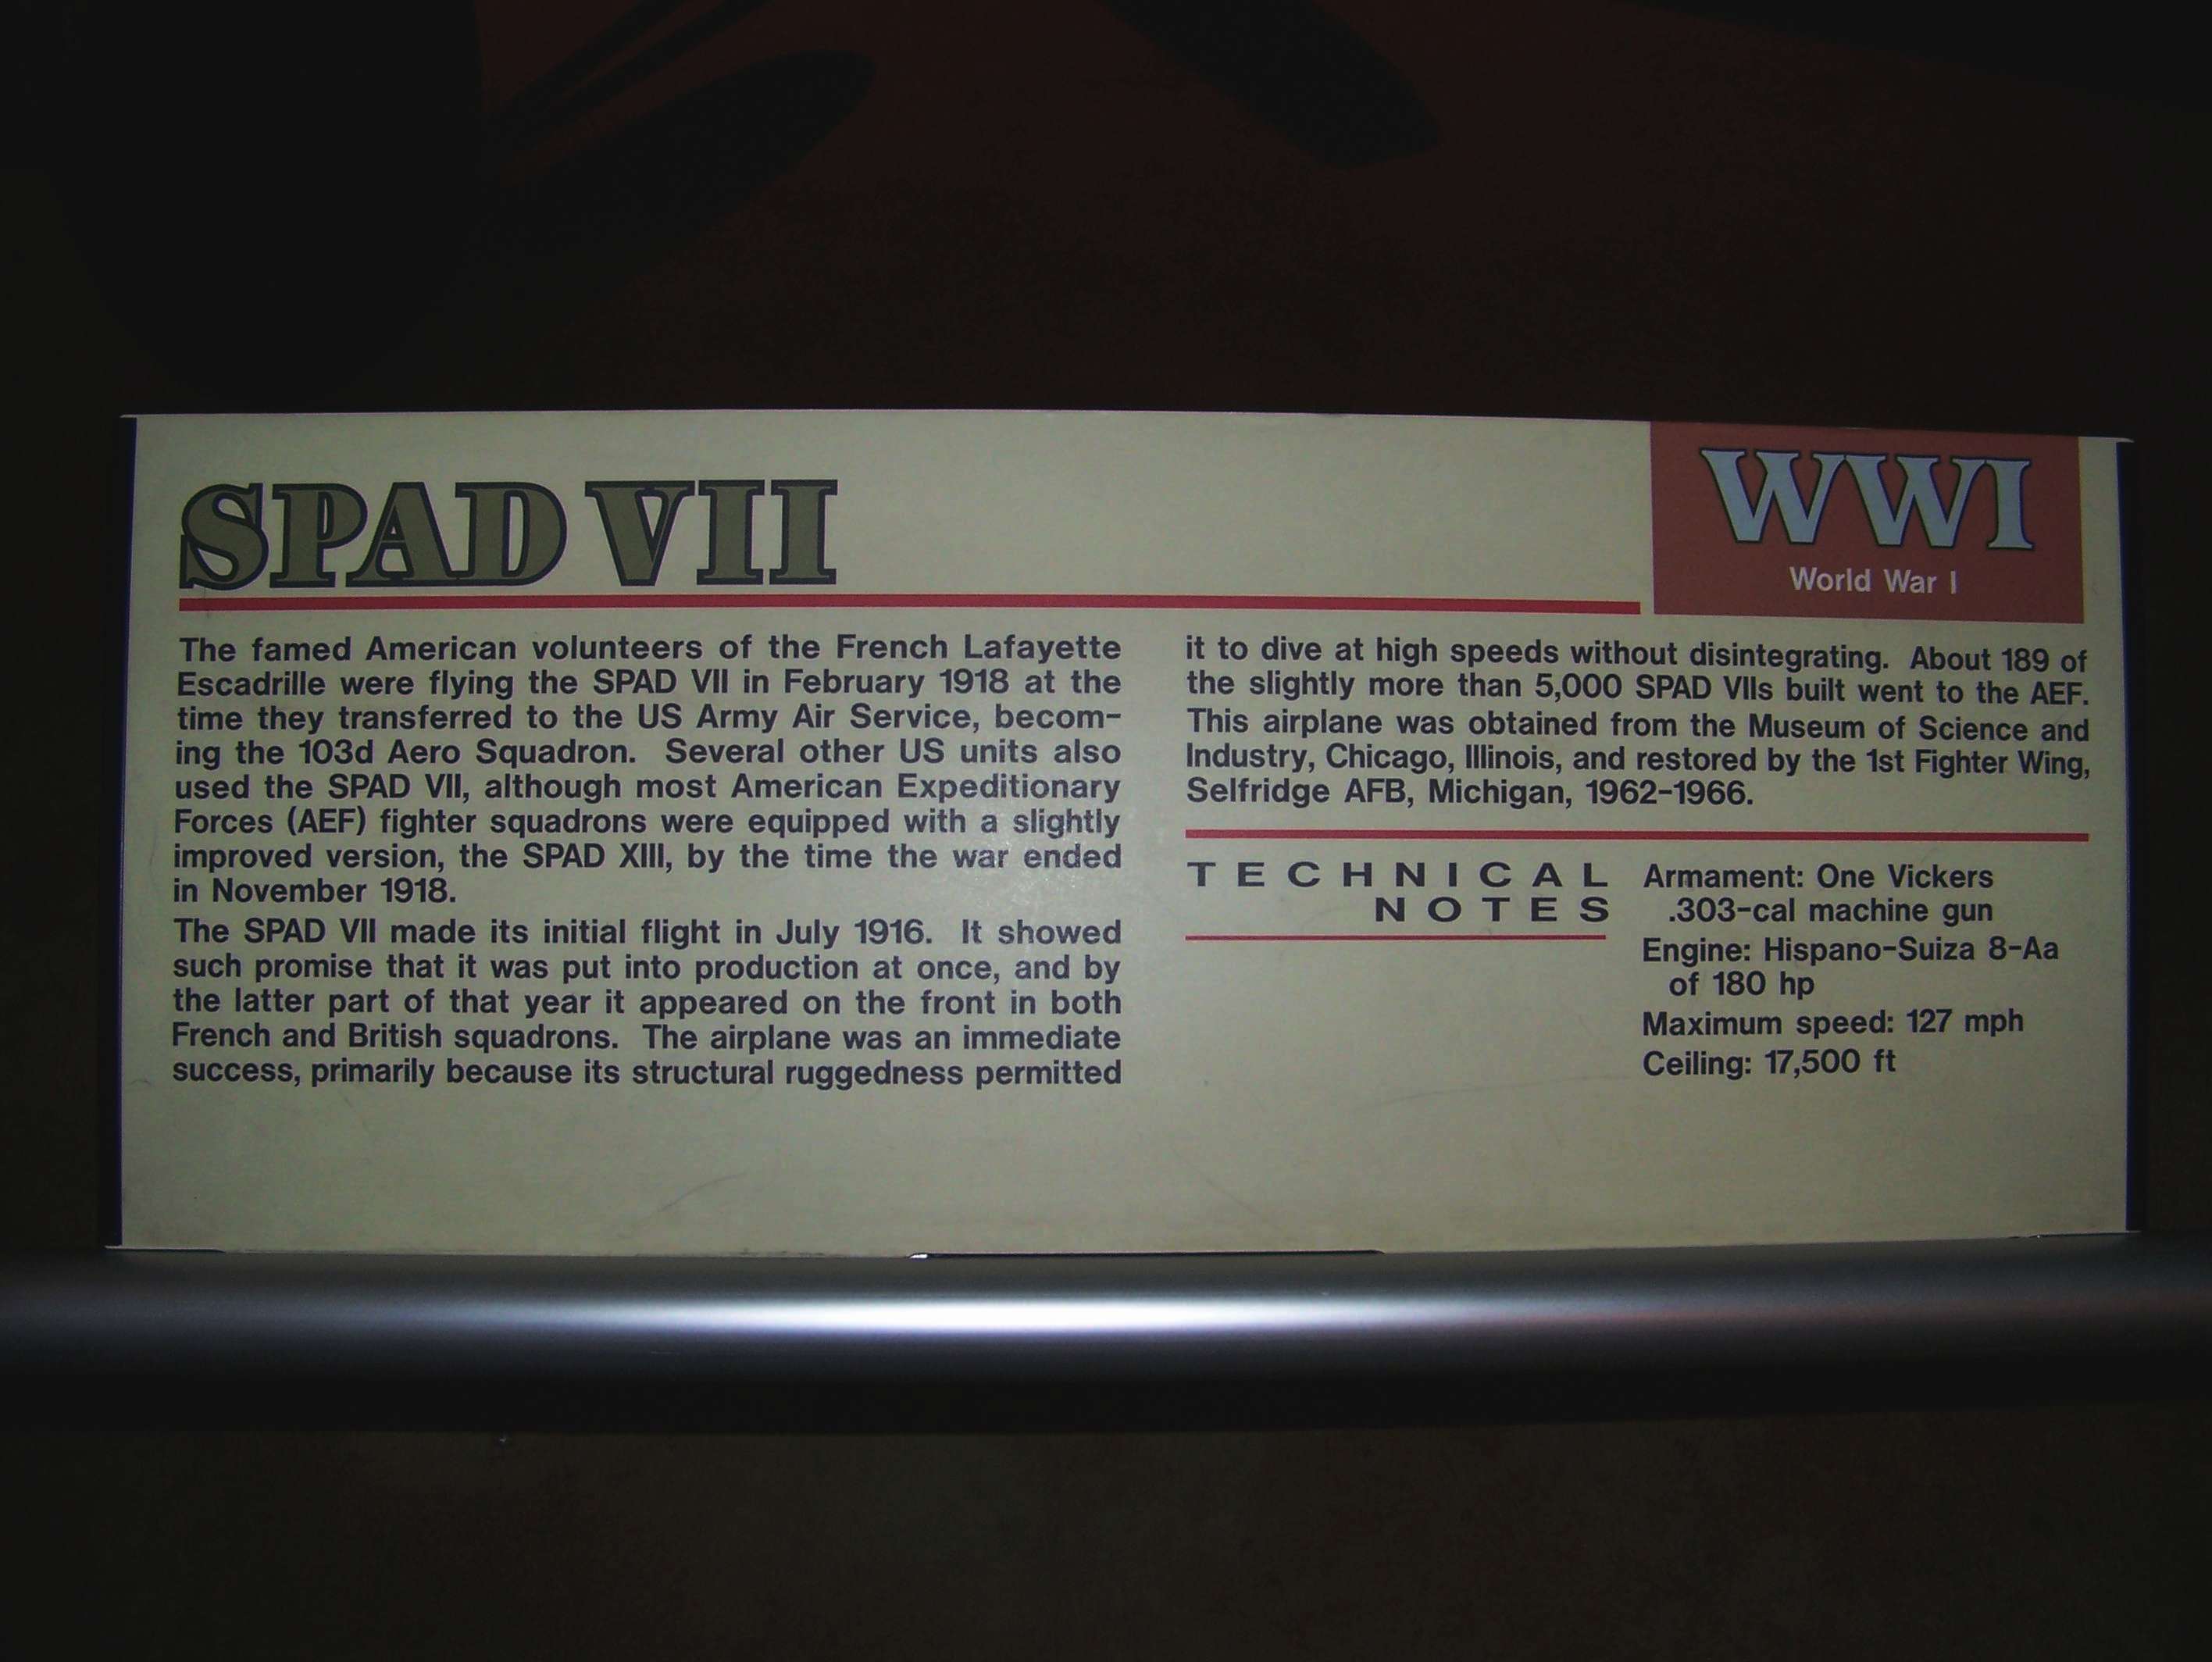 SPAD VII
WWI
World War I
The famed American volunteers of the French Lafayette
Escadrille were flying the SPAD VII in February 1918 at the
time they transferred to the US Army Air Service, becom-
ing the 103d Aero Squadron. Several other US units also
used the SPAD VII, although most American Expeditionary
Forces (AEF) fighter squadrons were equipped with a slightly
improved version, the SPAD XIII, by the time the war ended
in November 1918.
The SPAD VII made its initial flight in July 1916. It showed
such promise that it was put into production at once, and by
the latter part of that year it appeared on the front in both
French and British squadrons. The airplane was an immediate
success, primarily because its structural ruggedness permitted
it to dive at high speeds without disintegrating. About 189 of
the slightly more than 5,000 SPAD VIIs built went to the AEF.
This airplane was obtained from the Museum of Science and
Industry, Chicago, Illinois, and restored by the 1st Fighter Wing,
Selfridge AFB, Michigan, 1962-1966.
TECHNICAL
NOTES
Armament: One Vickers
.303-cal machine gun
Engine: Hispano-Suiza 8-Aa
of 180 hp
Maximum speed: 127 mph
Ceiling: 17,500 ft